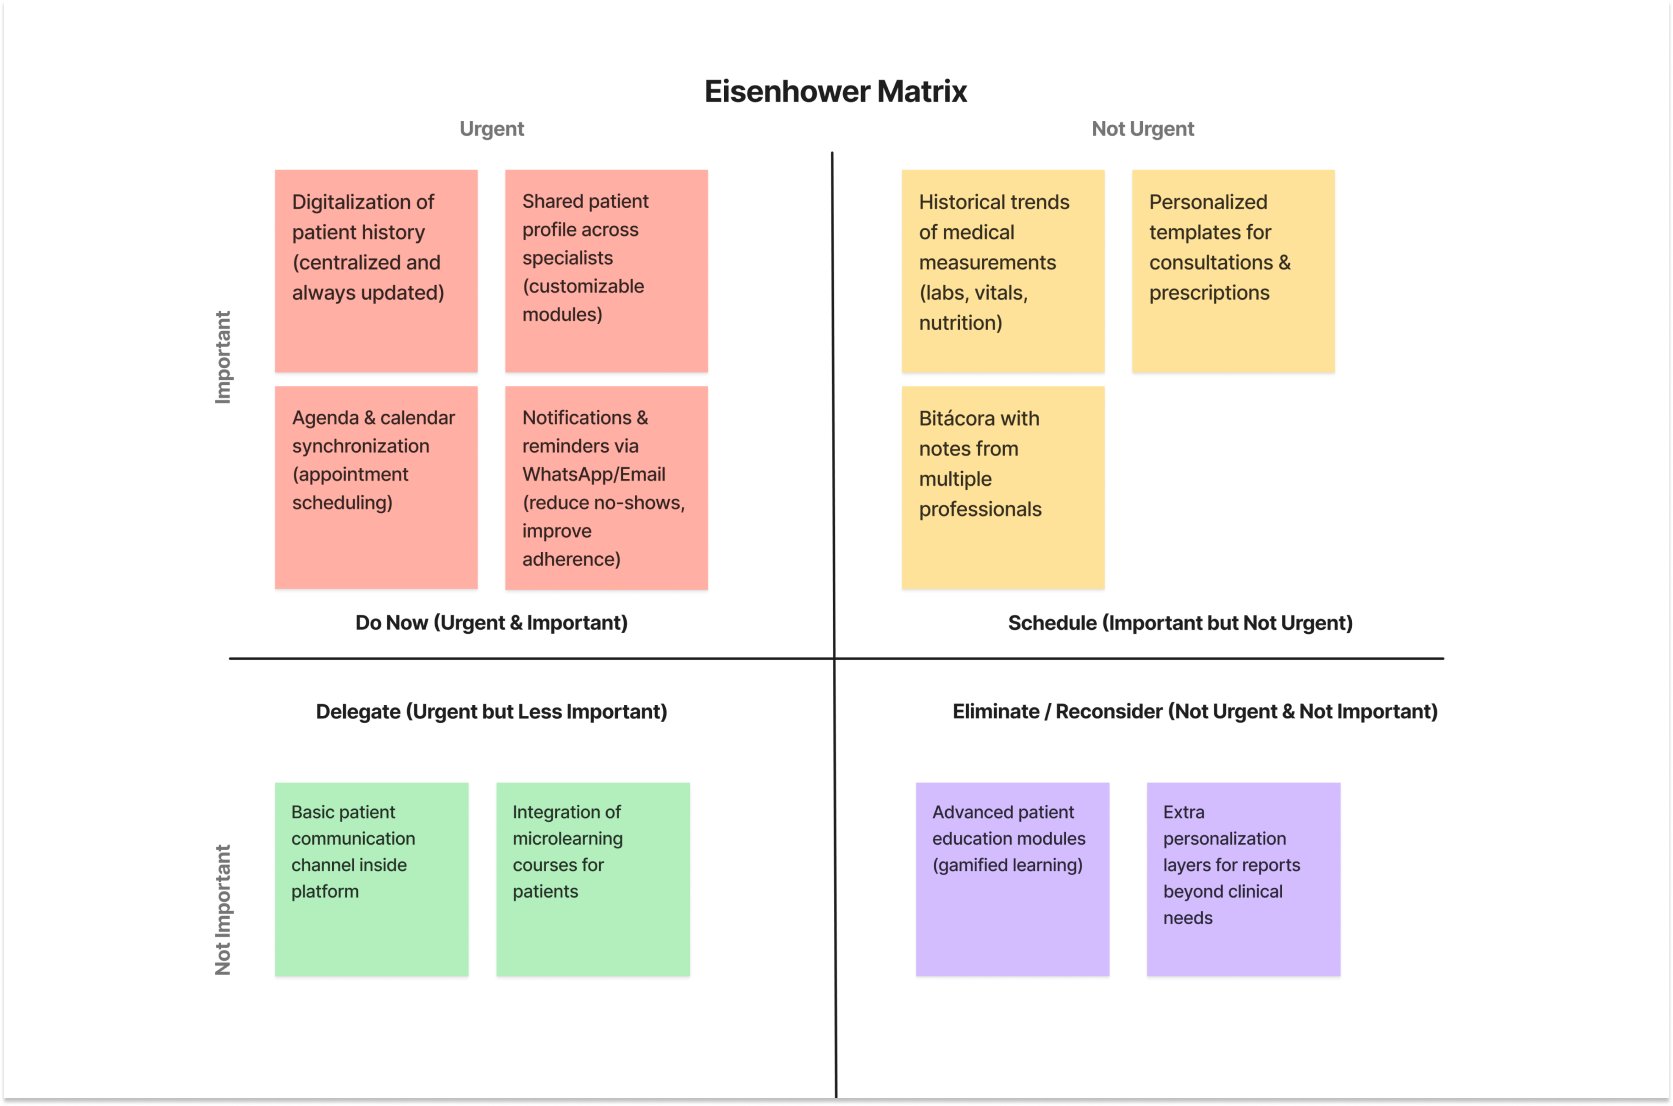 Eisenhower Matrix
Urgent
Not Urgent
Important
Digitalization of
patient history
(centralized and
always updated)
Shared patient
profile across
specialists
(customizable
modules)
Agenda & calendar
synchronization
(appointment
scheduling)
Notifications &
reminders via
WhatsApp/Email
(reduce no-shows,
improve
adherence)
Do Now (Urgent & Important)
Historical trends
of medical
measurements
(labs, vitals,
nutrition)
Personalized
templates for
consultations &
prescriptions
Bitácora with
notes from
multiple
professionals
Schedule (Important but Not Urgent)
Not Important
Delegate (Urgent but Less Important)
Basic patient
communication
channel inside
platform
Integration of
microlearning
courses for
patients
Eliminate / Reconsider (Not Urgent & Not Important)
Advanced patient
education modules
(gamified learning)
Extra
personalization
layers for reports
beyond clinical
needs